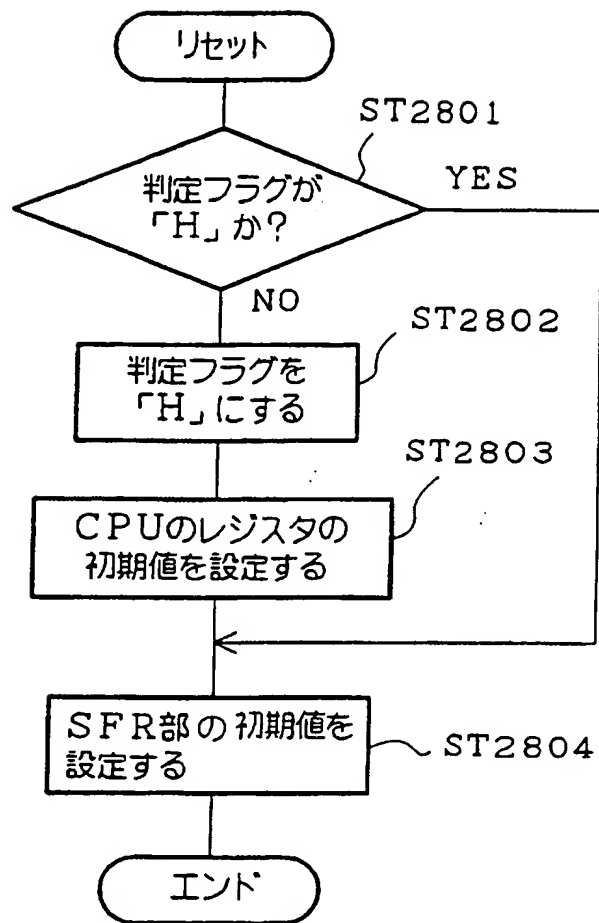 リセット
ST2801
判定フラグが
「H」か?
YES
NO
ST2802
判定フラグを
「H」にする
ST2803
CPUのレジスタの
初期値を設定する
SFR部の初期値を
設定する
ST2804
エンド